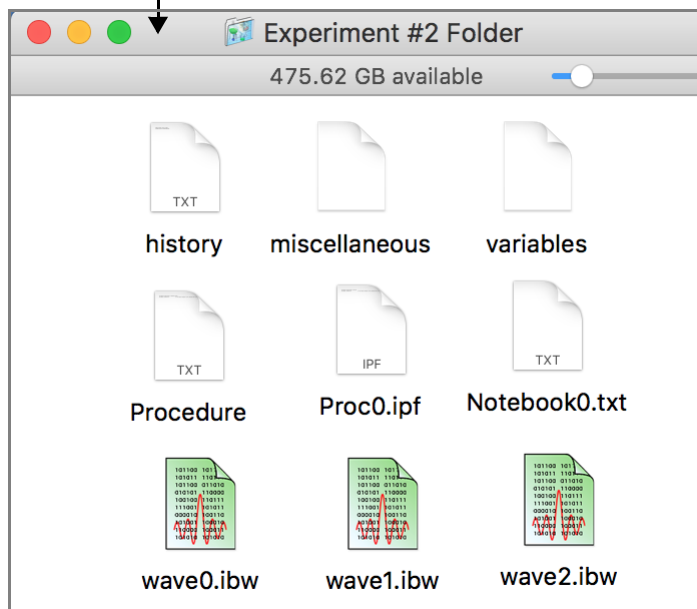 Experiment #2 Folder
475.62 GB available
TXT
history miscellaneous variables
TXT IPF TXT
Procedure Proc0.ipf Notebook0.txt
wave0.ibw wave1.ibw wave2.ibw